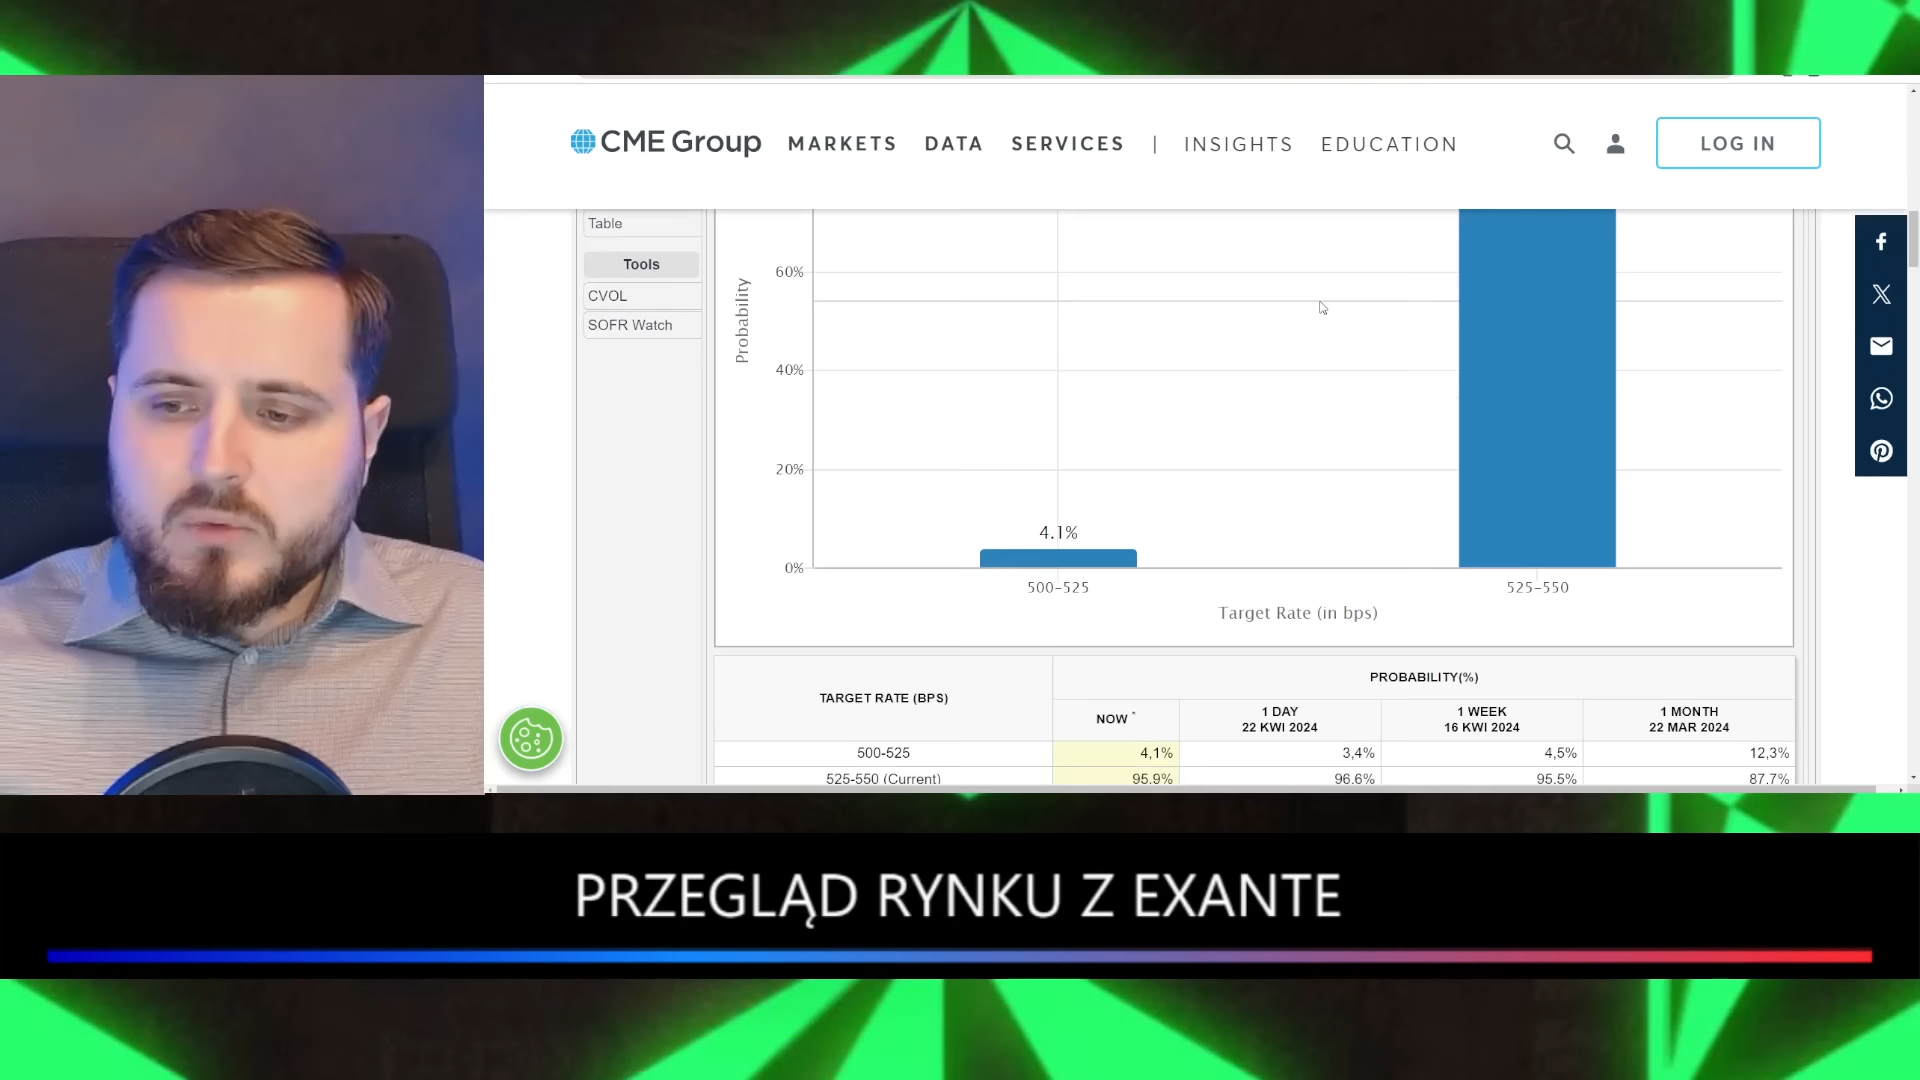 CME Group MARKETS DATA SERVICES | INSIGHTS EDUCATION LOG IN
Table
Tools
CVOL
SOFR Watch
Probability
60%
40%
20%
0%
4.1%
500-525 525-550
Target Rate (in bps)
TARGET RATE (BPS) PROBABILITY(%)
NOW * 1 DAY 22 KWI 2024 1 WEEK 16 KWI 2024 1 MONTH 22 MAR 2024
500-525 4,1% 3,4% 4,5% 12,3%
525-550 (Current) 95,9% 96,6% 95,5% 87,7%
PRZEGLĄD RYNKU Z EXANTE